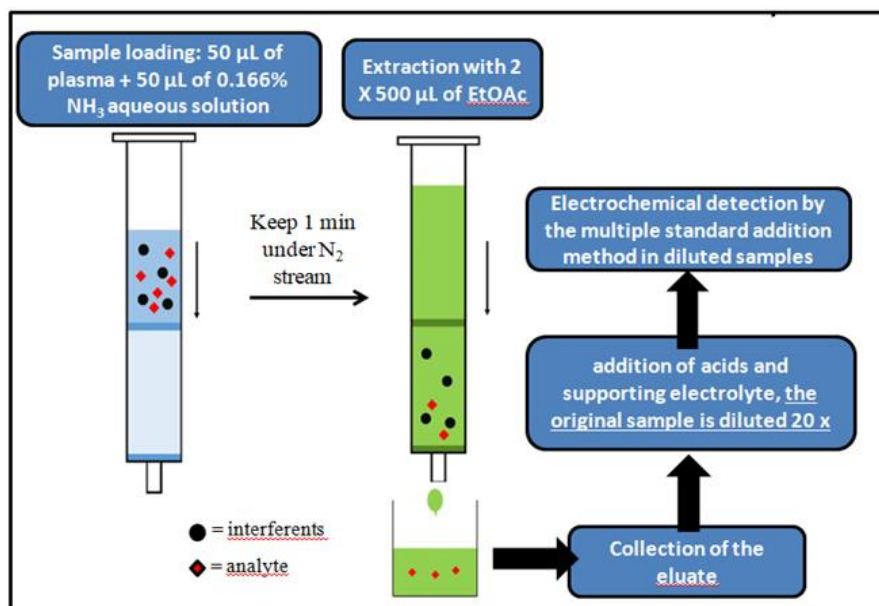 Sample loading: 50 µL of
plasma + 50 µL of 0.166%
NH₃ aqueous solution
Extraction with 2
X 500 µL of EtOAc
Keep 1 min
under N₂
stream
Electrochemical detection by
the multiple standard addition
method in diluted samples
addition of acids and
supporting electrolyte, the
original sample is diluted 20 x
Collection of the
eluate
= interferents
= analyte